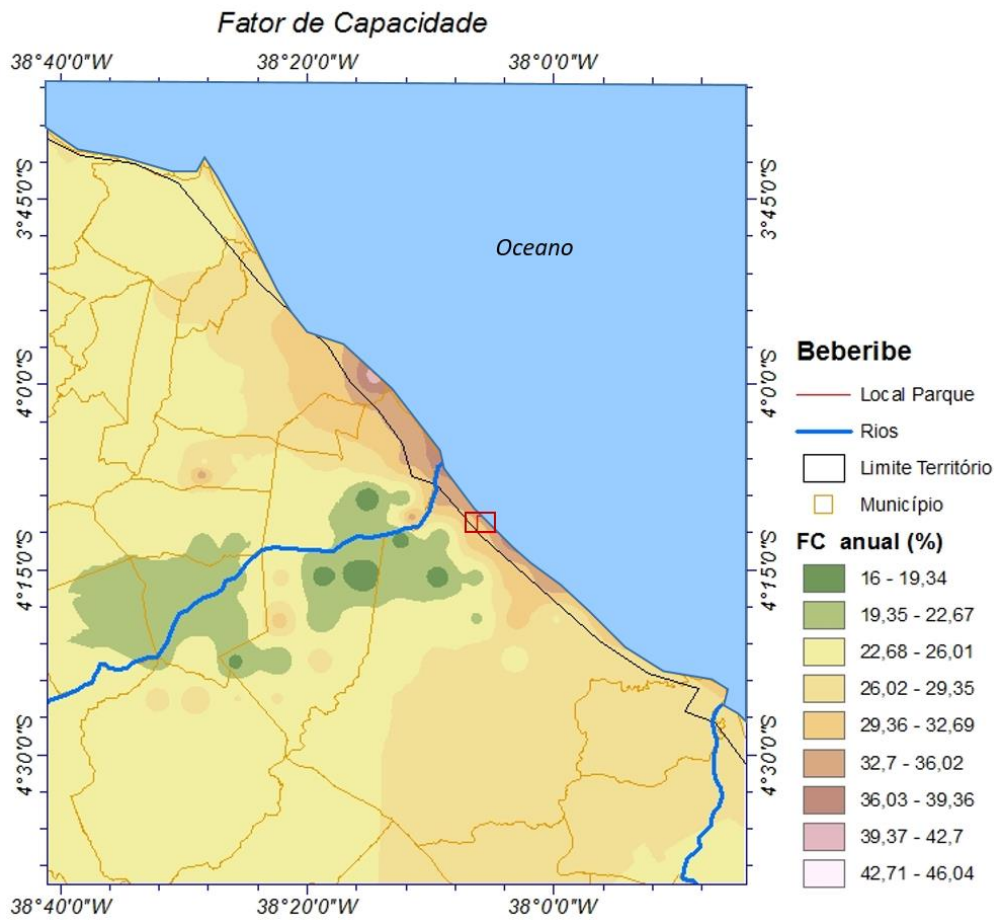 Fator de Capacidade
38°40'0"W 38°20'0"W 38°0'0"W
3°45'0"S 3°45'0"S
Oceano
4°0'0"S 4°0'0"S
4°15'0"S 4°15'0"S
4°30'0"S 4°30'0"S
38°40'0"W 38°20'0"W 38°0'0"W
Beberibe
Local Parque
Rios
Limite Território
Município
FC anual (%)
16 - 19,34
19,35 - 22,67
22,68 - 26,01
26,02 - 29,35
29,36 - 32,69
32,7 - 36,02
36,03 - 39,36
39,37 - 42,7
42,71 - 46,04